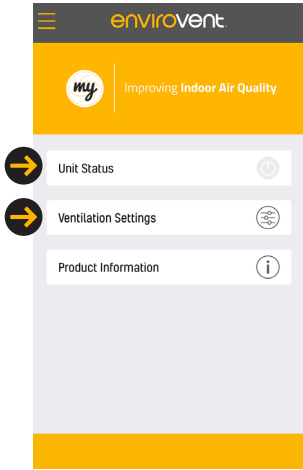 envirovent.
my
Improving Indoor Air Quality
Unit Status
Ventilation Settings
Product Information